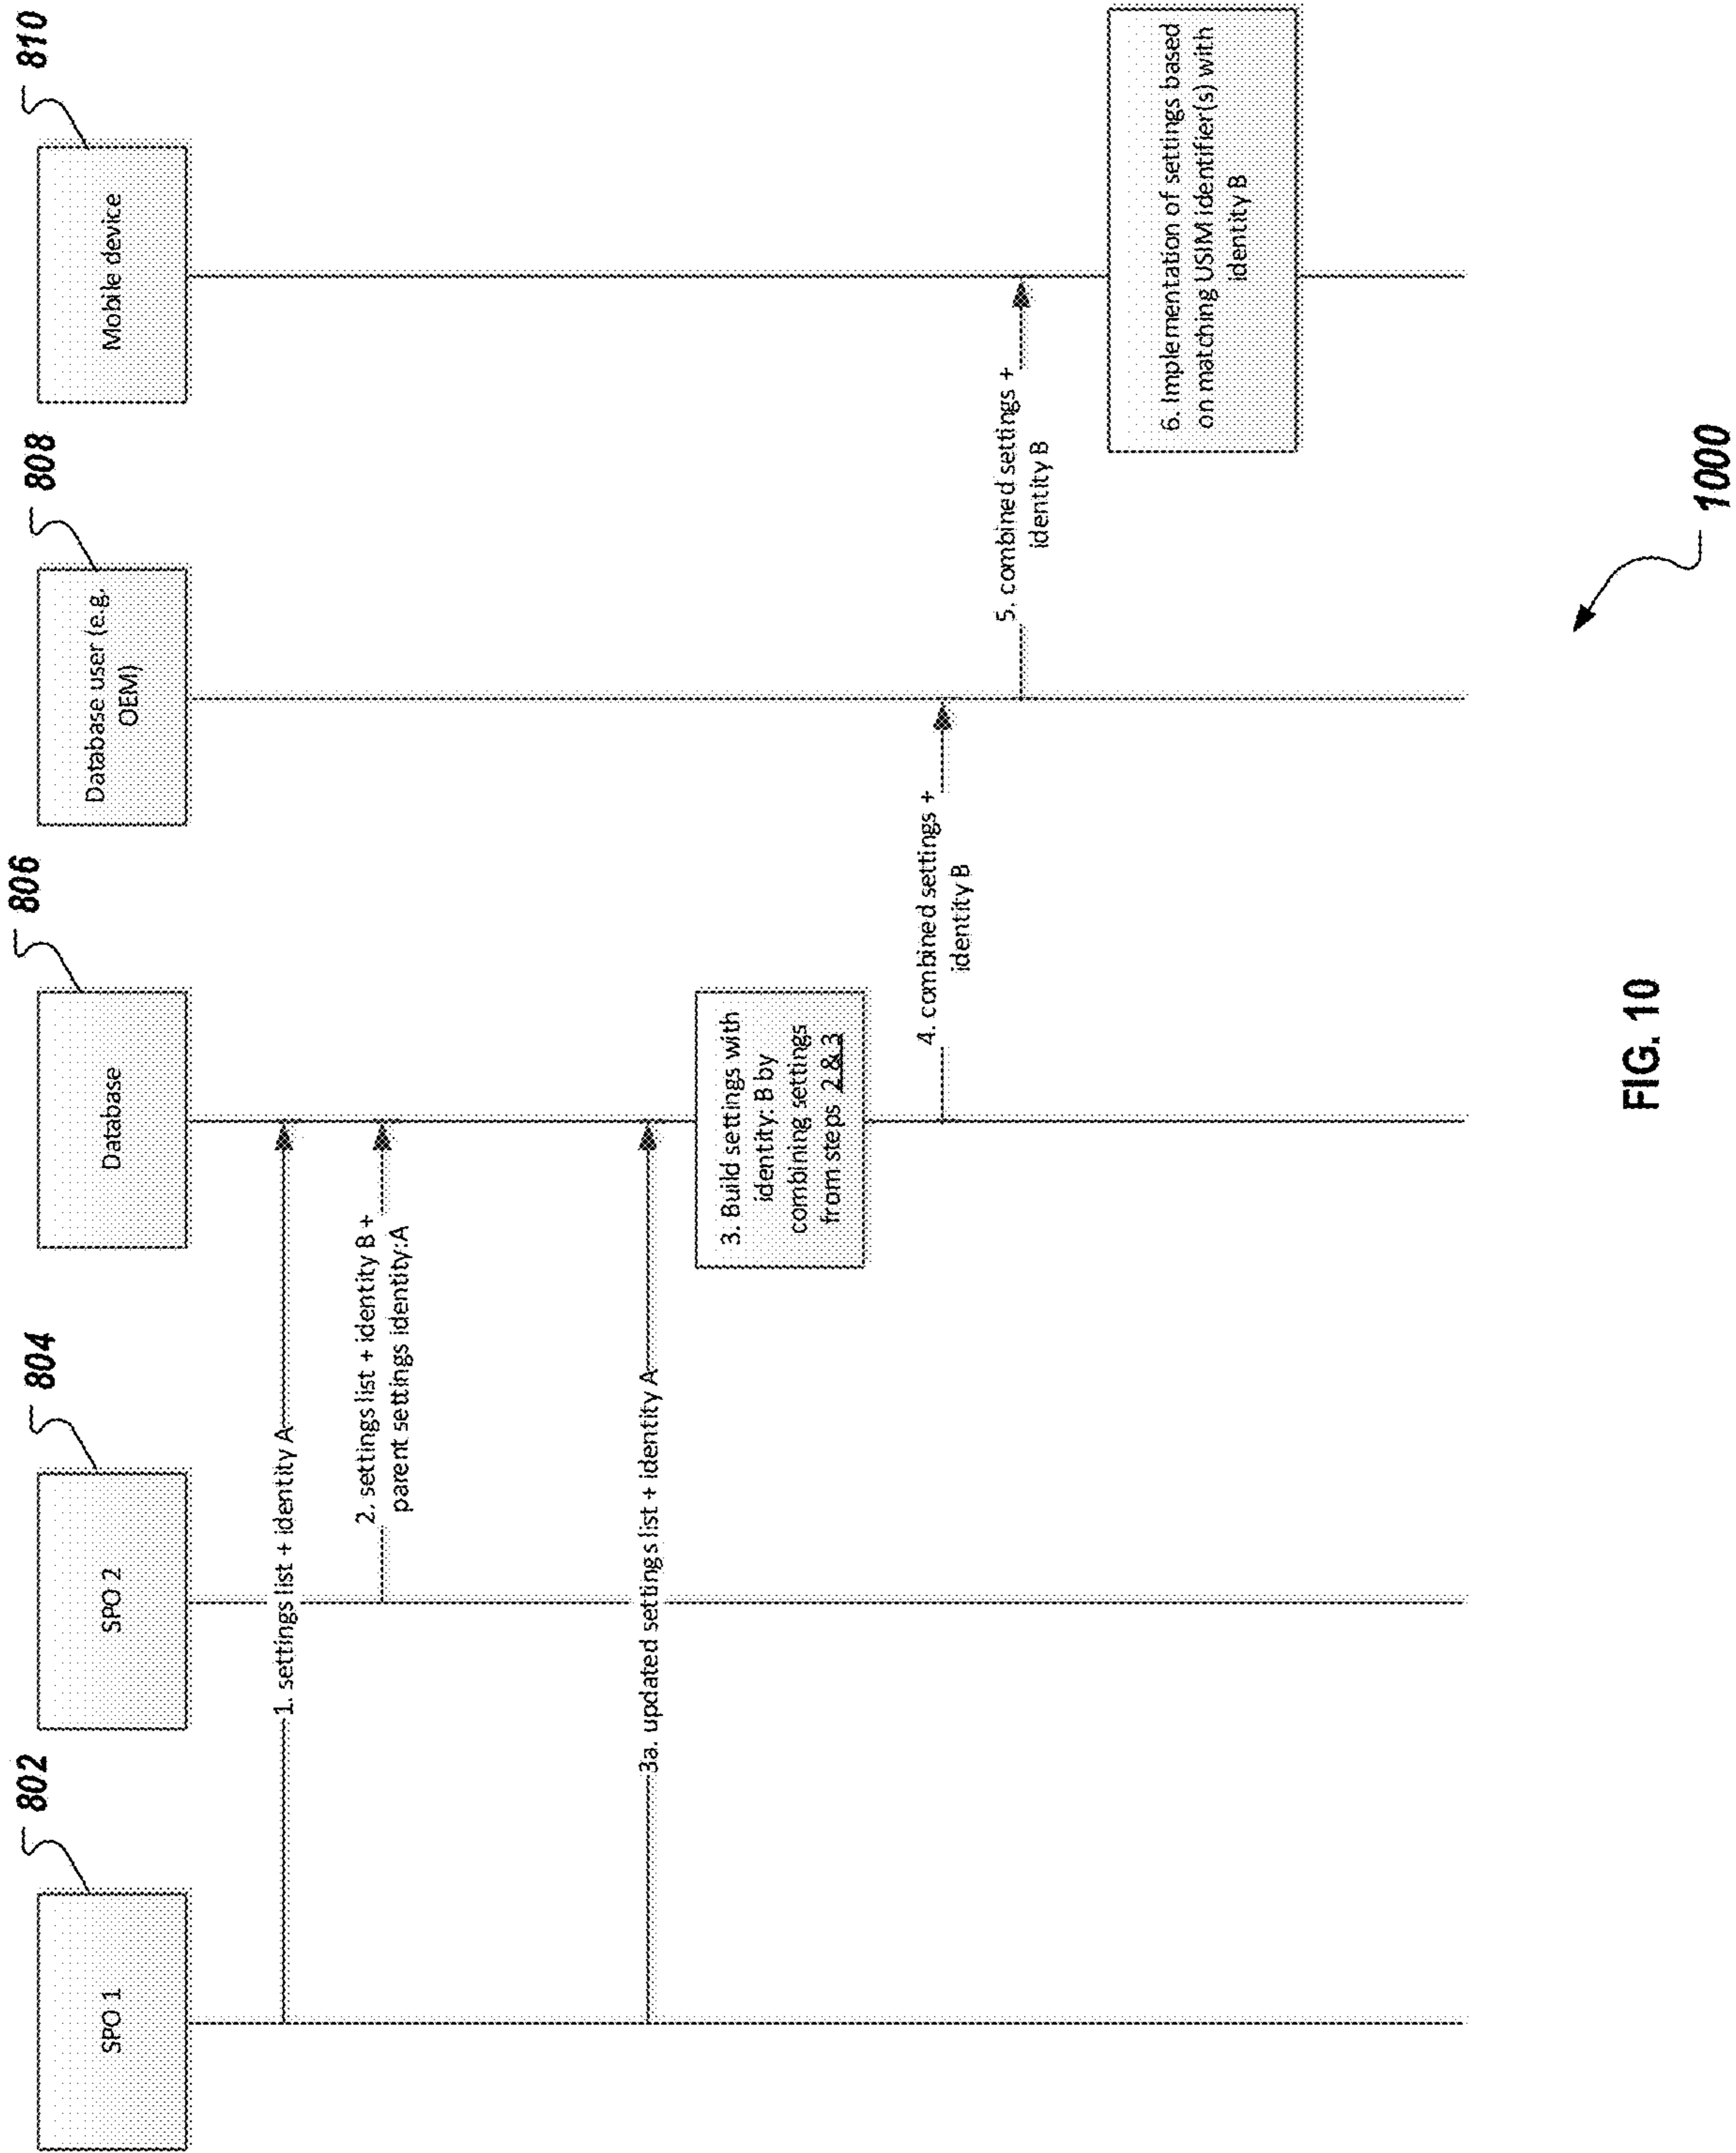 802
804
806
808
810
SPO 1
SPO 2
Database
Database user (e.g.
OEM)
Mobile device
1. settings list + identity A
2. settings list + identity B +
parent settings identity:A
3a. updated settings list + identity A
3. Build settings with
identity: B by
combining settings
from steps 2 & 3
4. combined settings +
identity B
5. combined settings +
identity B
6. Implementation of settings based
on matching USIM identifier(s) with
identity B
1000
FIG. 10